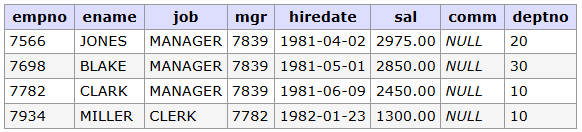 empno ename job mgr hiredate sal comm deptno
7566 JONES MANAGER 7839 1981-04-02 2975.00 NULL 20
7698 BLAKE MANAGER 7839 1981-05-01 2850.00 NULL 30
7782 CLARK MANAGER 7839 1981-06-09 2450.00 NULL 10
7934 MILLER CLERK 7782 1982-01-23 1300.00 NULL 10